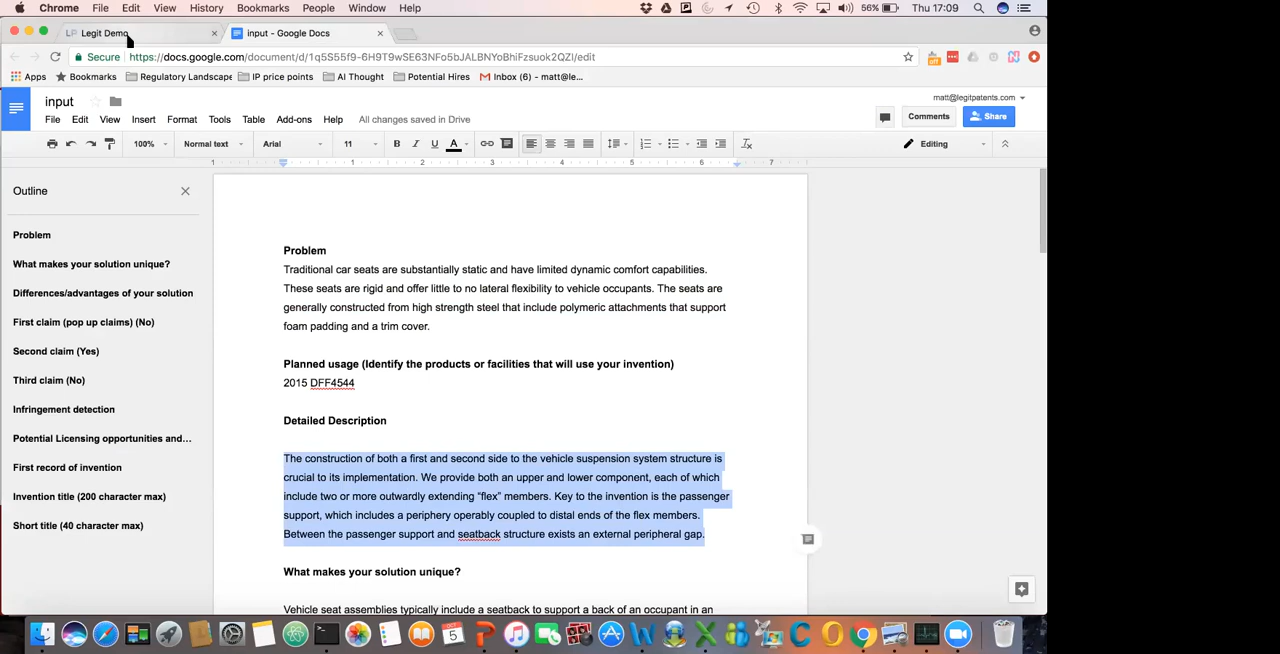 Chrome File Edit View History Bookmarks People Window Help 56% Thu 17:09
LP Legit Demo × input - Google Docs ×
Secure https://docs.google.com/document/d/1q5S55f9-6H9T9wSE63NFo5bJALBNYoBhiFzsuok2QZI/edit
Apps Bookmarks Regulatory Landscape IP price points AI Thought Potential Hires Inbox (6) - matt@le...
input
matt@legitpatents.com
File Edit View Insert Format Tools Table Add-ons Help All changes saved in Drive
Comments Share
100% Normal text Arial 11 B I U A Editing
1 1 2 3 4 5 6 7
Outline ×
Problem
What makes your solution unique?
Differences/advantages of your solution
First claim (pop up claims) (No)
Second claim (Yes)
Third claim (No)
Infringement detection
Potential Licensing opportunities and...
First record of invention
Invention title (200 character max)
Short title (40 character max)
Problem
Traditional car seats are substantially static and have limited dynamic comfort capabilities.
These seats are rigid and offer little to no lateral flexibility to vehicle occupants. The seats are
generally constructed from high strength steel that include polymeric attachments that support
foam padding and a trim cover.
Planned usage (Identify the products or facilities that will use your invention)
2015 DFF4544
Detailed Description
The construction of both a first and second side to the vehicle suspension system structure is
crucial to its implementation. We provide both an upper and lower component, each of which
include two or more outwardly extending “flex” members. Key to the invention is the passenger
support, which includes a periphery operably coupled to distal ends of the flex members.
Between the passenger support and seatback structure exists an external peripheral gap.
What makes your solution unique?
Vehicle seat assemblies typically include a seatback to support a back of an occupant in an
5